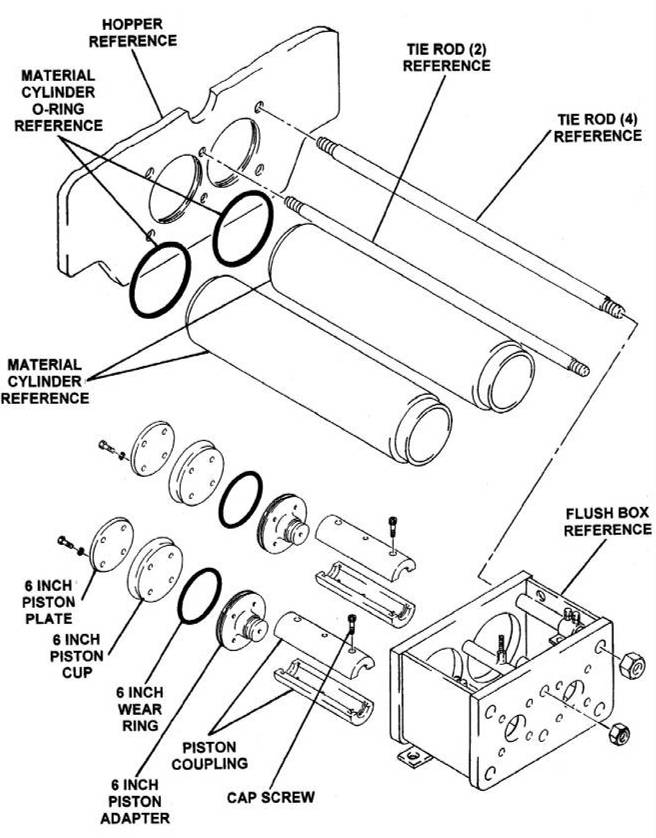 HOPPER
REFERENCE
MATERIAL
CYLINDER
O-RING
REFERENCE
TIE ROD (2)
REFERENCE
TIE ROD (4)
REFERENCE
MATERIAL
CYLINDER
REFERENCE
FLUSH BOX
REFERENCE
6 INCH
PISTON
PLATE
6 INCH
PISTON
CUP
6 INCH
WEAR
RING
6 INCH
PISTON
ADAPTER
PISTON
COUPLING
CAP SCREW